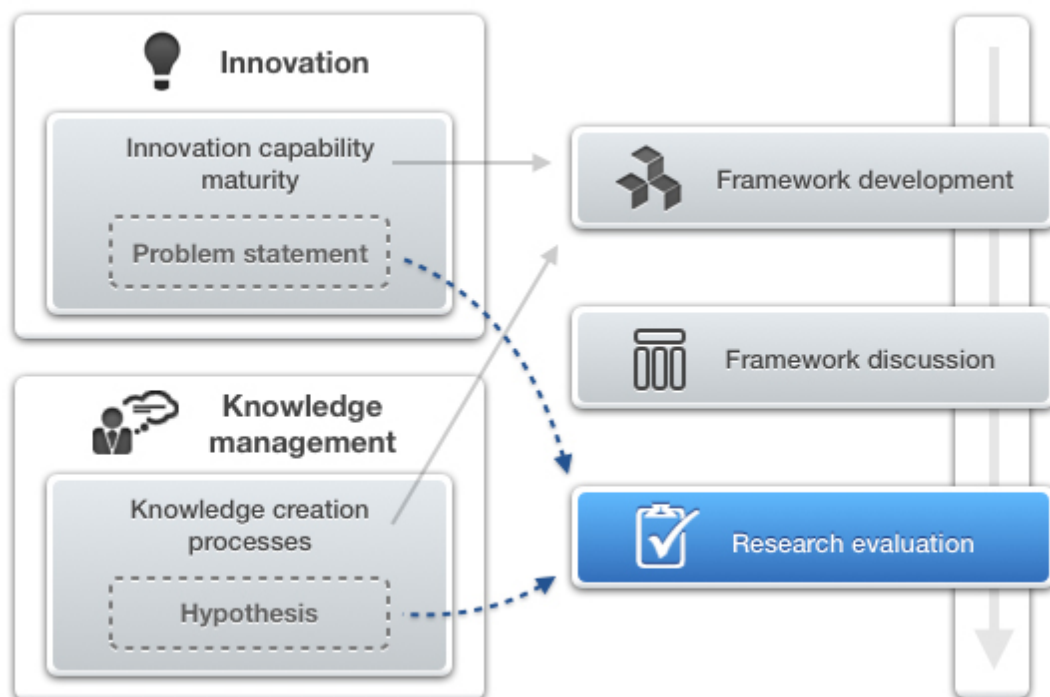 Innovation
Innovation capability
maturity
Problem statement
Knowledge
management
Knowledge creation
processes
Hypothesis
Framework development
Framework discussion
Research evaluation